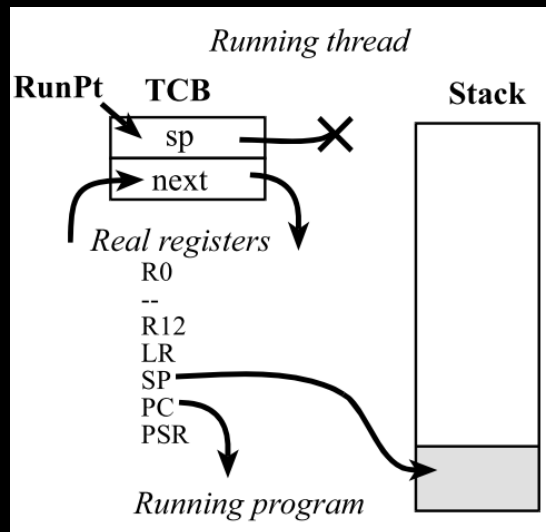 Running thread
RunPt TCB Stack
sp
next
Real registers
R0
--
R12
LR
SP
PC
PSR
Running program